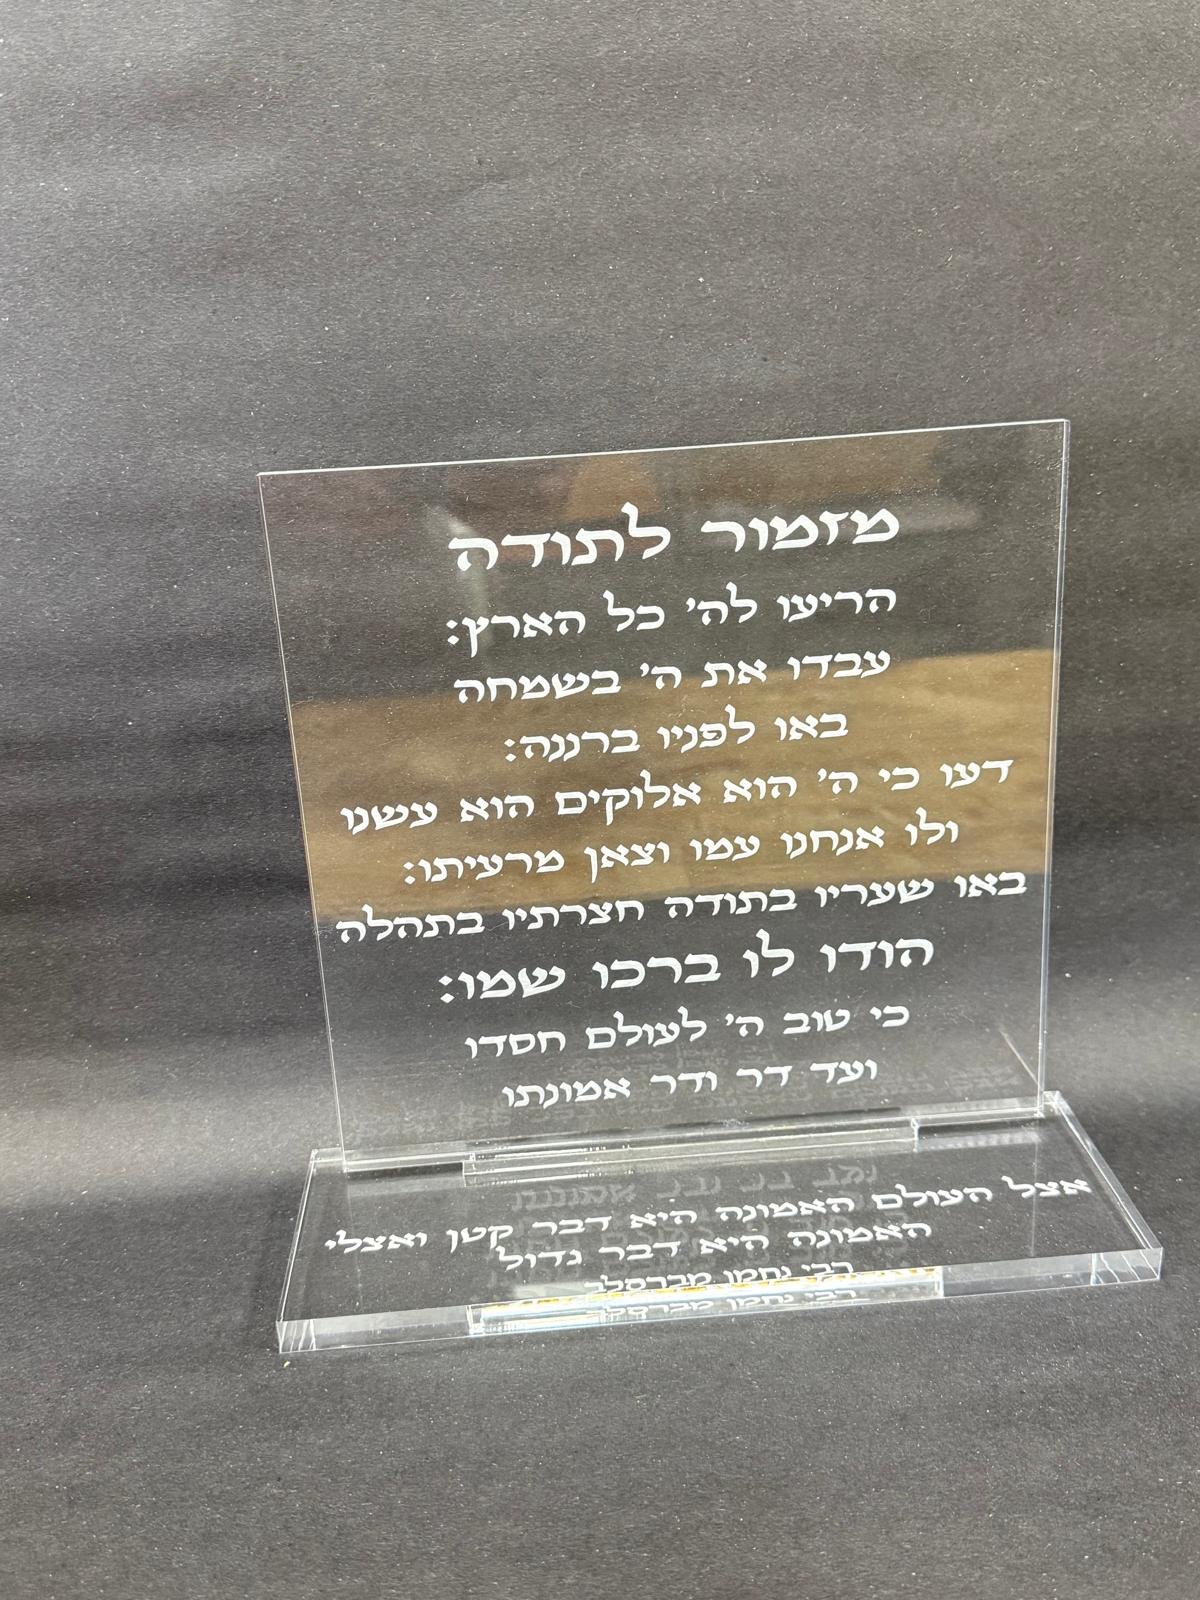 מזמור לתודה
הריעו לה' כל הארץ:
עבדו את ה' בשמחה
באו לפניו ברננה:
דעו כי ה' הוא אלוקים הוא עשנו
ולו אנחנו עמו וצאן מרעיתו:
באו שעריו בתודה חצרתיו בתהלה
הודו לו ברכו שמו:
כי טוב ה' לעולם חסדו
ועד דר ודר אמונתו
אצל העולם האמונה היא דבר קטן ואצלי
האמונה היא דבר גדול
רבי נחמן מברסלב